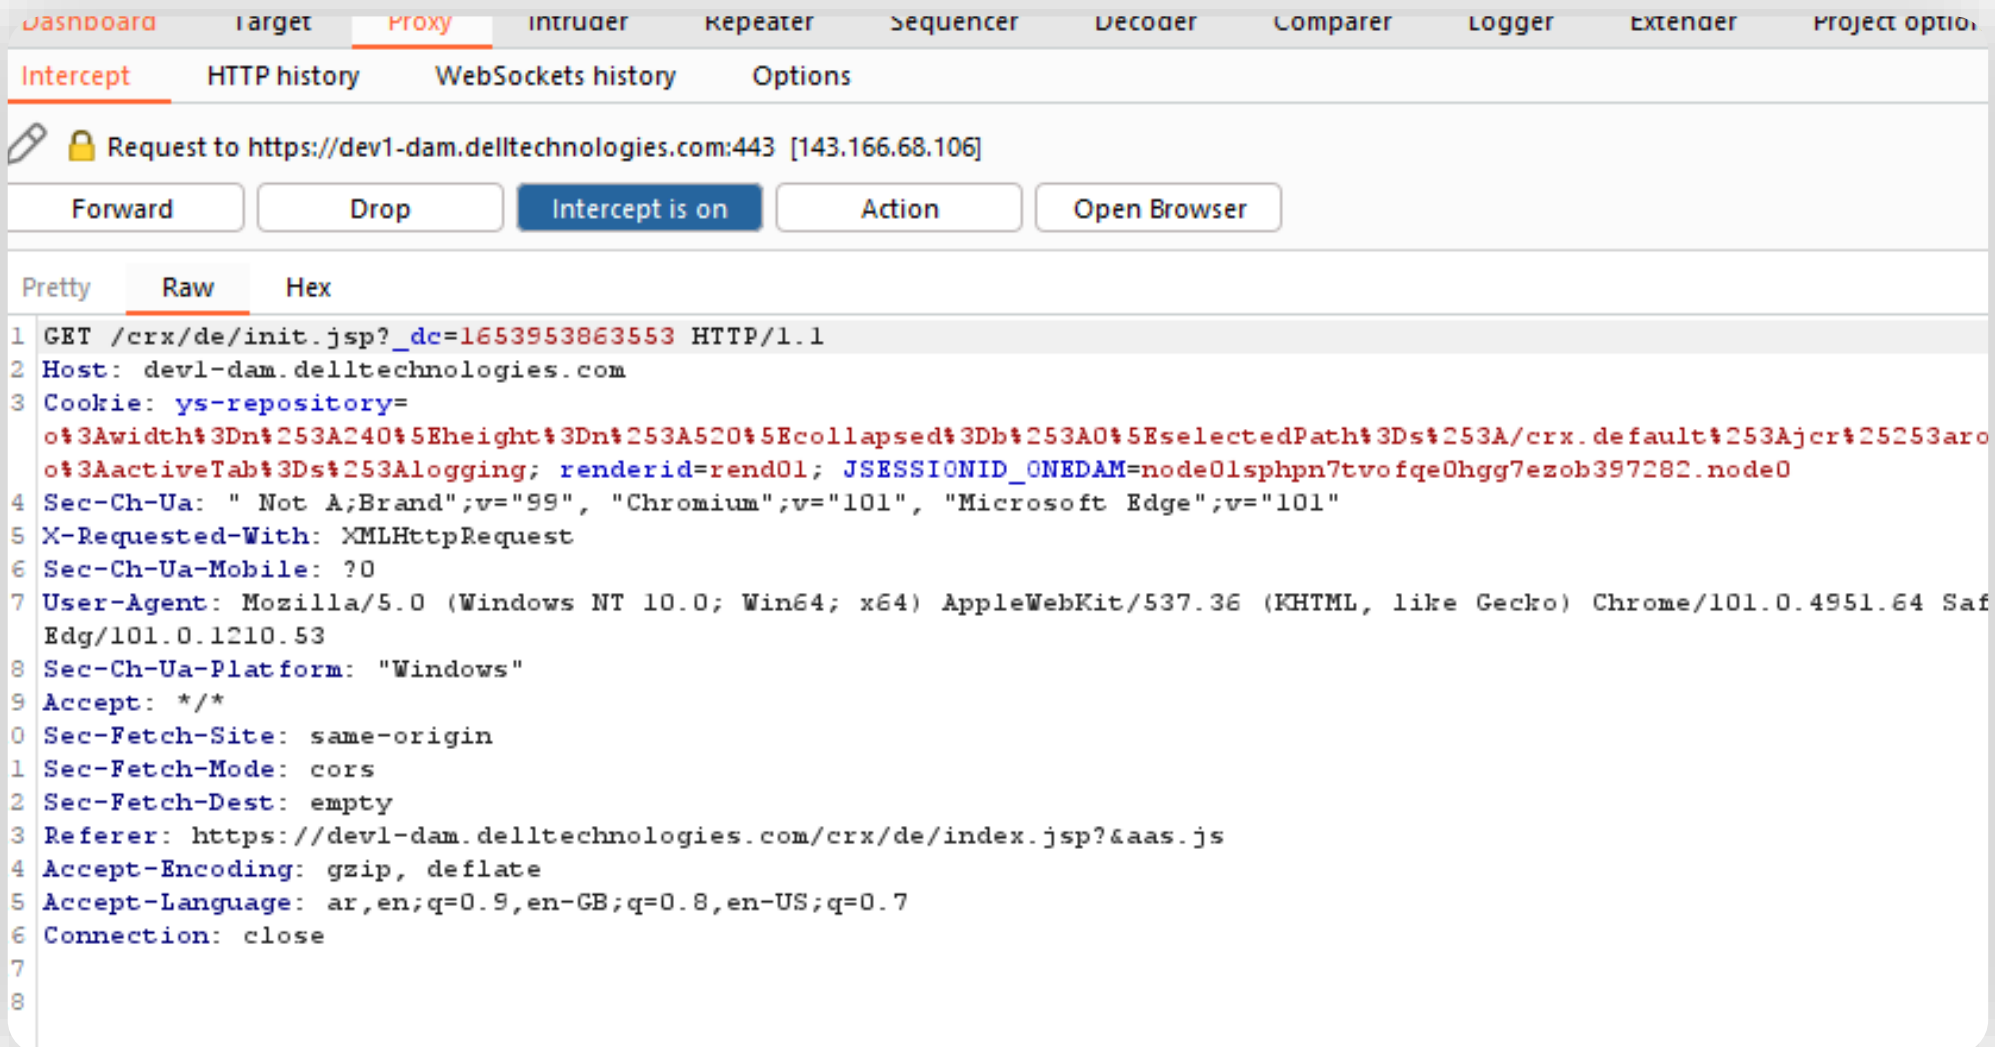 Dashboard Target Proxy Intruder Repeater Sequencer Decoder Comparer Logger Extender Project option
Intercept HTTP history WebSockets history Options
Request to https://dev1-dam.delltechnologies.com:443 [143.166.68.106]
Forward Drop Intercept is on Action Open Browser
Pretty Raw Hex
1 GET /crx/de/init.jsp?_dc=1653953863553 HTTP/1.1
2 Host: dev1-dam.delltechnologies.com
3 Cookie: ys-repository=
o%3Awidth%3Dn%253A240%5Eheight%3Dn%253A520%5Ecollapsed%3Db%253A0%5EselectedPath%3Ds%253A/crx.default%253Ajcr%25253aro
o%3AactiveTab%3Ds%253Alogging; renderid=rend01; JSESSIONID_ONEDAM=node01sphpn7tvofqe0hgg7ezob397282.node0
4 Sec-Ch-Ua: " Not A;Brand";v="99", "Chromium";v="101", "Microsoft Edge";v="101"
5 X-Requested-With: XMLHttpRequest
6 Sec-Ch-Ua-Mobile: ?0
7 User-Agent: Mozilla/5.0 (Windows NT 10.0; Win64; x64) AppleWebKit/537.36 (KHTML, like Gecko) Chrome/101.0.4951.64 Saf
Edg/101.0.1210.53
8 Sec-Ch-Ua-Platform: "Windows"
9 Accept: */*
0 Sec-Fetch-Site: same-origin
1 Sec-Fetch-Mode: cors
2 Sec-Fetch-Dest: empty
3 Referer: https://dev1-dam.delltechnologies.com/crx/de/index.jsp?&aas.js
4 Accept-Encoding: gzip, deflate
5 Accept-Language: ar,en;q=0.9,en-GB;q=0.8,en-US;q=0.7
6 Connection: close
7
8